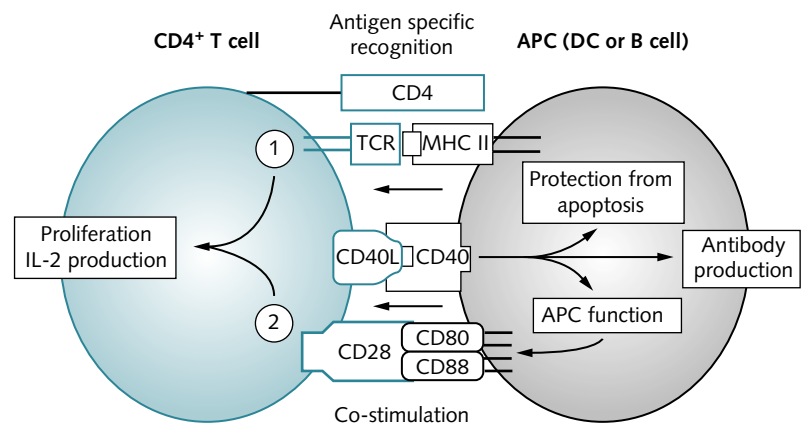 Antigen specific
recognition
CD4+ T cell
APC (DC or B cell)
CD4
TCR
MHC II
1
Protection from
apoptosis
Proliferation
IL-2 production
CD40L
CD40
Antibody
production
2
APC function
CD28
CD80
CD88
Co-stimulation